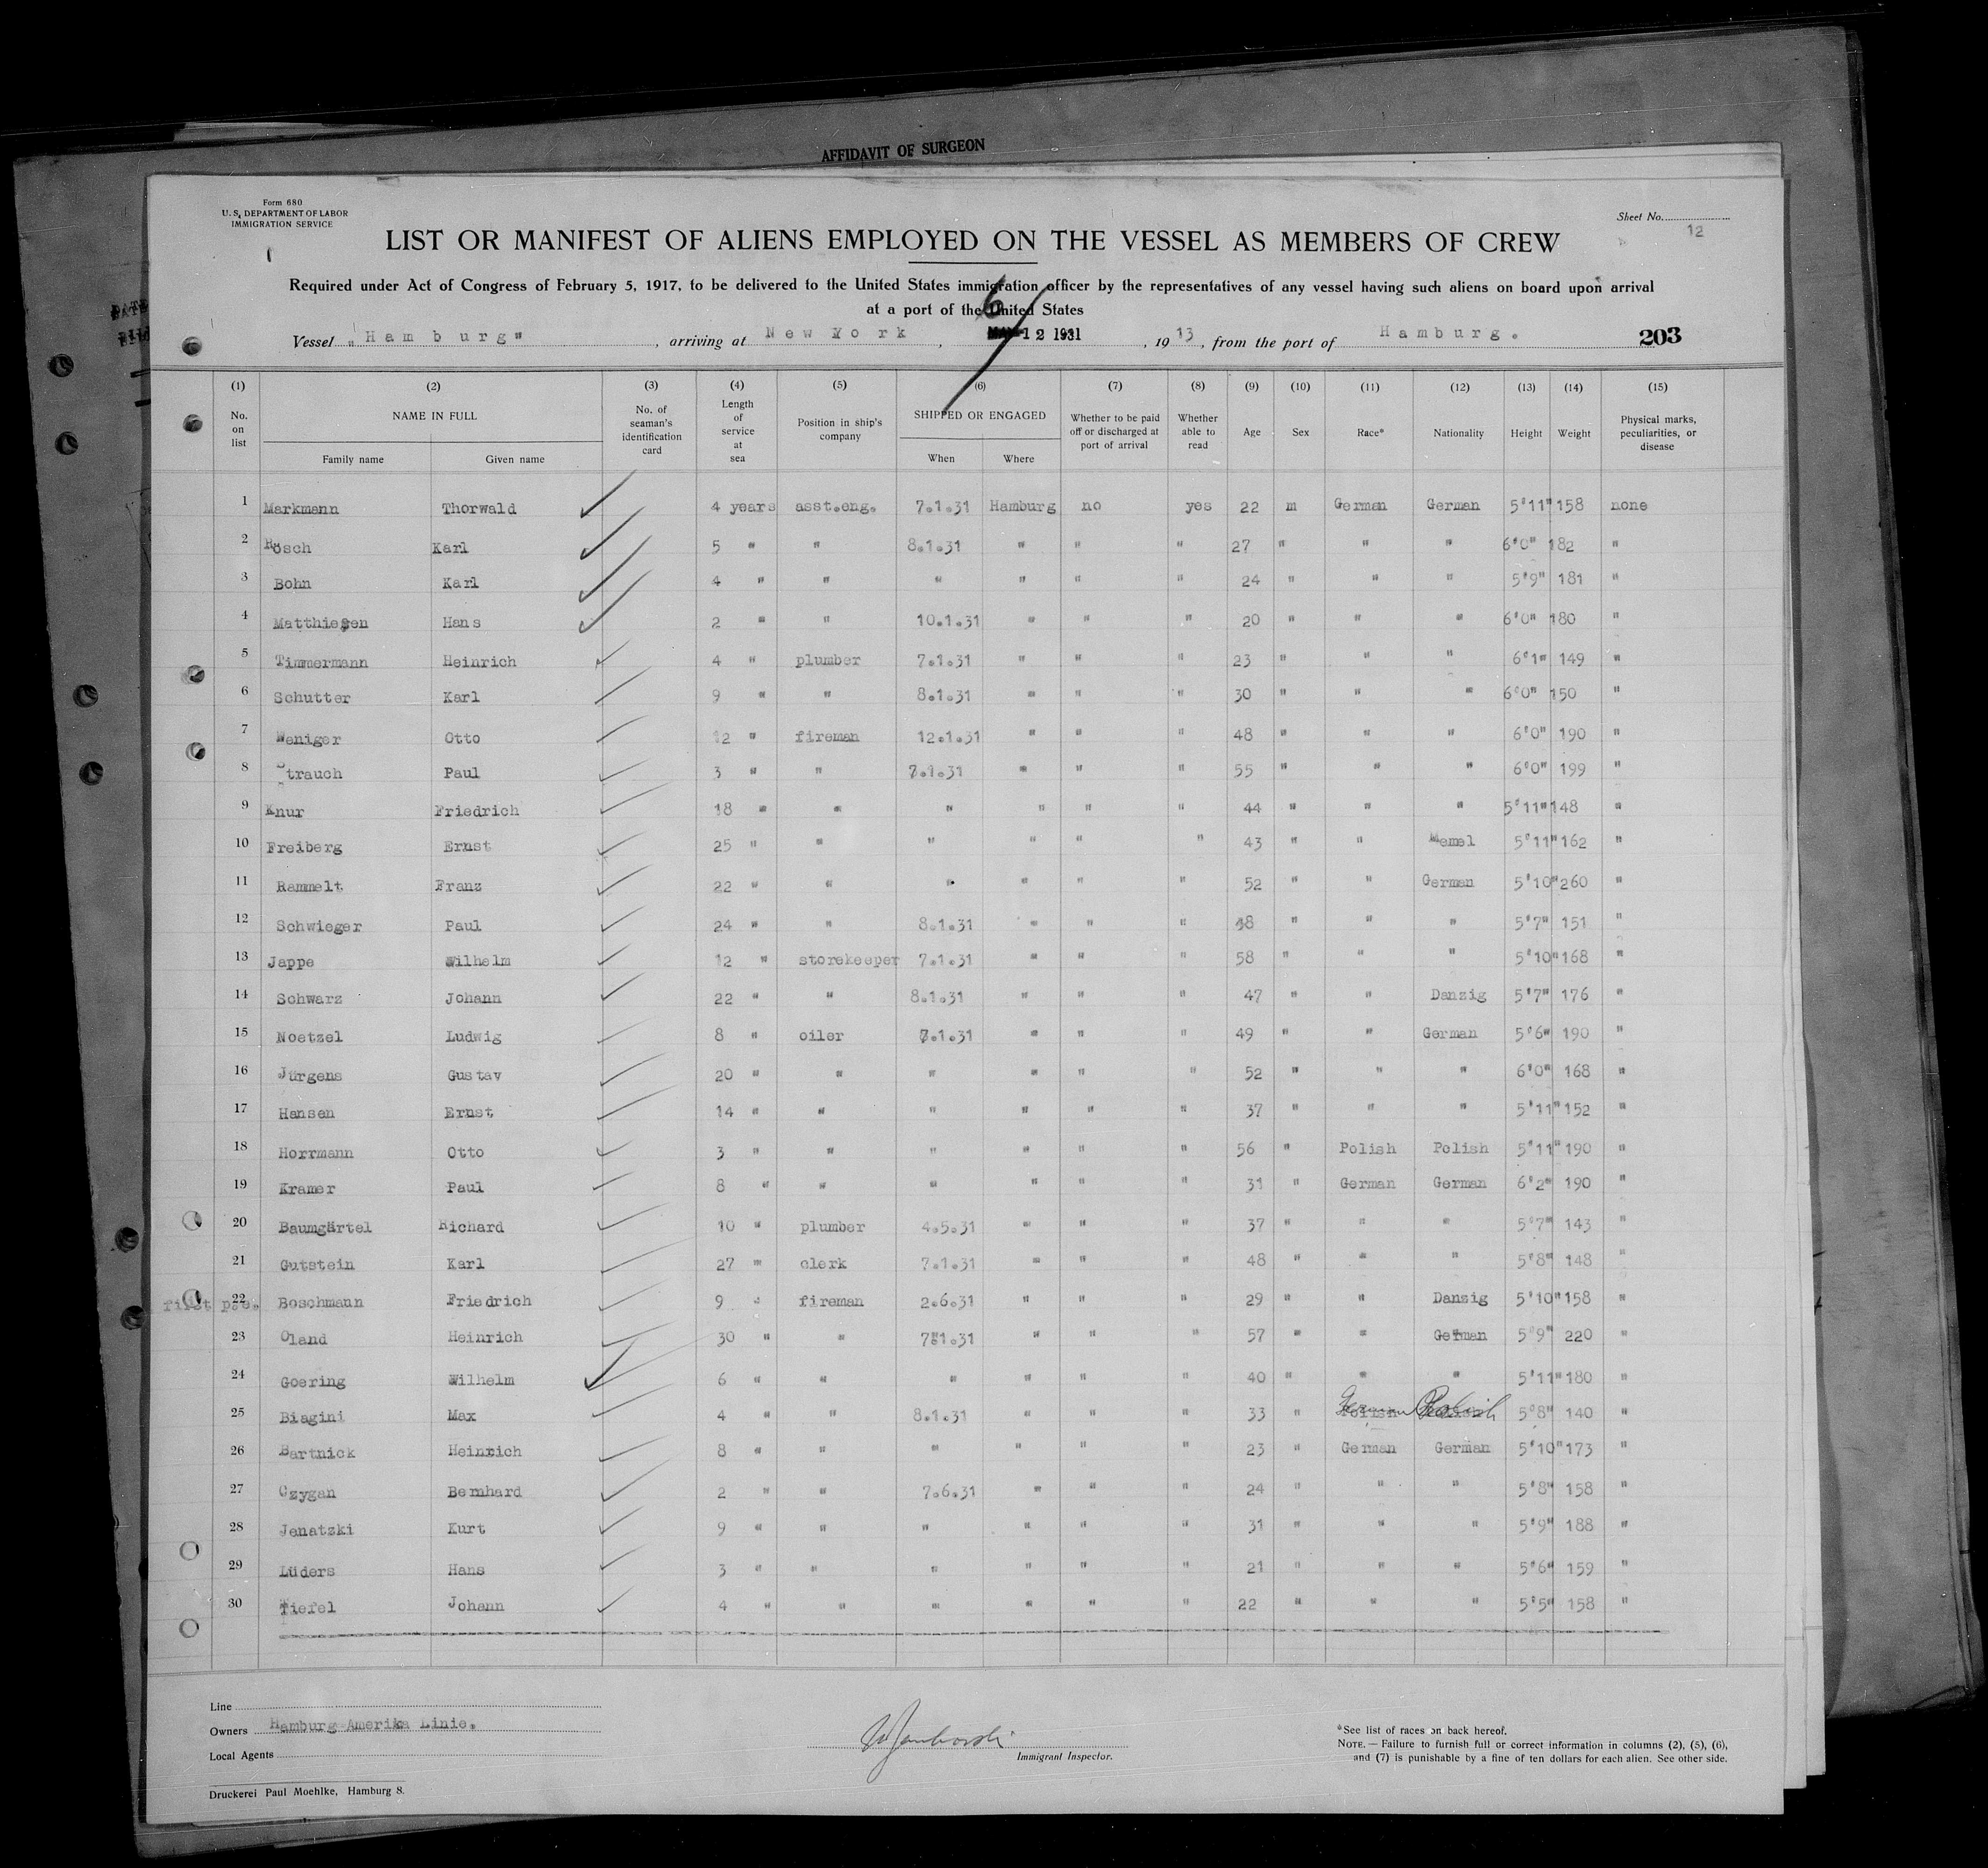 AFFIDAVIT OF SURGEON
Form 680
U. S. DEPARTMENT OF LABOR
IMMIGRATION SERVICE
Sheet No.
12
LIST OR MANIFEST OF ALIENS EMPLOYED ON THE VESSEL AS MEMBERS OF CREW
Required under Act of Congress of February 5, 1917, to be delivered to the United States immigration officer by the representatives of any vessel having such aliens on board upon arrival
at a port of the United States
Vessel "Hamburg", arriving at New York, 12 1931, 19 13, from the port of Hamburg. 203
(1) (2) (3) (4) (5) (6) (7) (8) (9) (10) (11) (12) (13) (14) (15)
No. on list NAME IN FULL Family name Given name No. of seaman's identification card Length of service at sea Position in ship's company SHIPPED OR ENGAGED When Where Whether to be paid off or discharged at port of arrival Whether able to read Age Sex Race* Nationality Height Weight Physical marks, peculiarities, or disease
1 Markmann Thorwald 4 years asst.eng. 7.1.31 Hamburg no yes 22 m German German 5'11" 158 none
2 Rösch Karl 5 " " 8.1.31 " " " 27 " " " 6'0" 182 "
3 Bohn Karl 4 " " " " " " 24 " " " 5'9" 181 "
4 Matthiesen Hans 2 " " 10.1.31 " " " 20 " " " 6'0" 180 "
5 Timmermann Heinrich 4 " plumber 7.1.31 " " " 23 " " " 6'1" 149 "
6 Schutter Karl 9 " " 8.1.31 " " " 30 " " " 6'0" 150 "
7 Weniger Otto 12 " fireman 12.1.31 " " " 48 " " " 6'0" 190 "
8 Strauch Paul 3 " " 7.1.31 " " " 55 " " " 6'0" 199 "
9 Knur Friedrich 18 " " " " " " 44 " " " 5'11" 148 "
10 Freiberg Ernst 25 " " " " " " 43 " " Memel 5'11" 162 "
11 Rammelt Franz 22 " " " " " " 52 " " German 5'10" 260 "
12 Schwieger Paul 24 " " 8.1.31 " " " 48 " " " 5'7" 151 "
13 Jappe Wilhelm 12 " storekeeper 7.1.31 " " " 58 " " " 5'10" 168 "
14 Schwarz Johann 22 " " 8.1.31 " " " 47 " " Danzig 5'7" 176 "
15 Noetzel Ludwig 8 " oiler 7.1.31 " " " 49 " " German 5'6" 190 "
16 Jürgens Gustav 20 " " " " " " 52 " " " 6'0" 168 "
17 Hansen Ernst 14 " " " " " " 37 " " " 5'11" 152 "
18 Horrmann Otto 3 " " " " " " 56 " Polish Polish 5'11" 190 "
19 Kramer Paul 8 " " " " " " 31 " German German 6'2" 190 "
20 Baumgärtel Richard 10 " plumber 4.5.31 " " " 37 " " " 5'7" 143 "
21 Gutstein Karl 27 " clerk 7.1.31 " " " 48 " " " 5'8" 148 "
first p.e. 22 Boschmann Friedrich 9 " fireman 2.6.31 " " " 29 " " Danzig 5'10" 158 "
23 Oland Heinrich 30 " " 7.1.31 " " " 57 " " German 5'9" 220 "
24 Goering Wilhelm 6 " " " " " " 40 " " " 5'11" 180 "
25 Biagini Max 4 " " 8.1.31 " " " 33 " German Polish 5'8" 140 "
26 Bartnick Heinrich 8 " " " " " " 23 " German German 5'10" 173 "
27 Czygan Bernhard 2 " " 7.6.31 " " " 24 " " " 5'8" 158 "
28 Jenatzki Kurt 9 " " " " " " 31 " " " 5'9" 188 "
29 Lüders Hans 3 " " " " " " 21 " " " 5'6" 159 "
30 Tiefel Johann 4 " " " " " " 22 " " " 5'5" 158 "
Line
Owners Hamburg-Amerika Linie.
Local Agents
Immigrant Inspector.
*See list of races on back hereof.
NOTE.— Failure to furnish full or correct information in columns (2), (5), (6),
and (7) is punishable by a fine of ten dollars for each alien. See other side.
Druckerei Paul Moehlke, Hamburg 8.